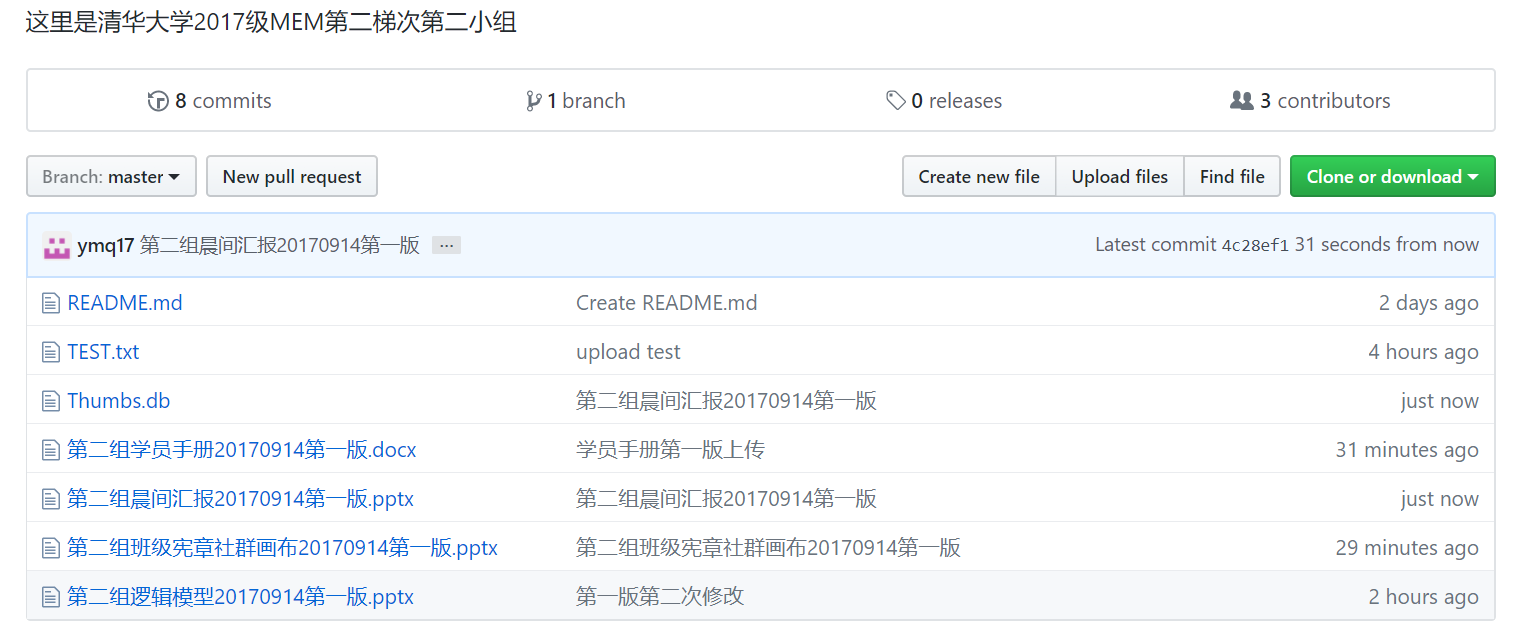 这里是清华大学2017级MEM第二梯次第二小组
8 commits 1 branch 0 releases 3 contributors
Branch: master New pull request Create new file Upload files Find file Clone or download
ymq17 第二组晨间汇报20170914第一版 ... Latest commit 4c28ef1 31 seconds from now
README.md Create README.md 2 days ago
TEST.txt upload test 4 hours ago
Thumbs.db 第二组晨间汇报20170914第一版 just now
第二组学员手册20170914第一版.docx 学员手册第一版上传 31 minutes ago
第二组晨间汇报20170914第一版.pptx 第二组晨间汇报20170914第一版 just now
第二组班级宪章社群画布20170914第一版.pptx 第二组班级宪章社群画布20170914第一版 29 minutes ago
第二组逻辑模型20170914第一版.pptx 第一版第二次修改 2 hours ago